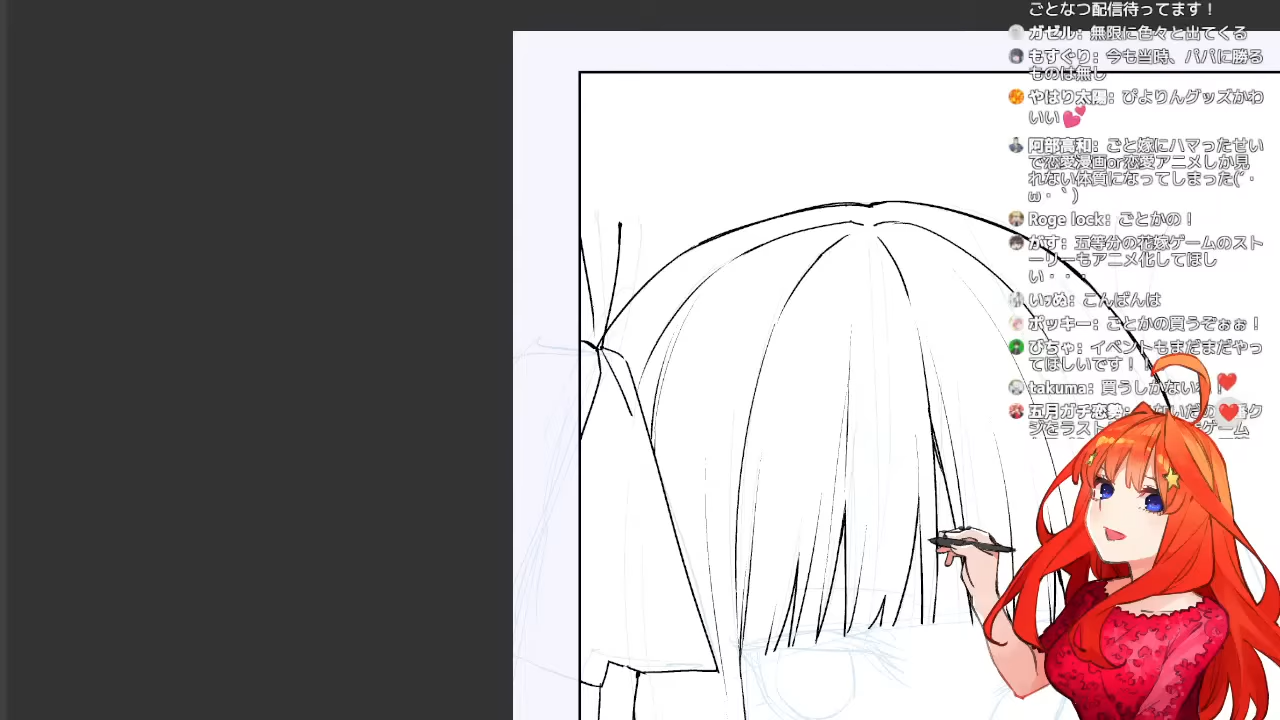 ごとなつ配信待ってます！
ガゼル: 無限に色々と出てくる
もすぐり: 今も当時、パパに勝る
ものは無し
やはり太陽: ぴよりんグッズかわ
いい💕
阿部高和: ごと嫁にハマったせい
で恋愛漫画or恋愛アニメしか見
れない体質になってしまった(´・
ω・｀)
Roge lock: ごとかの！
がす: 五等分の花嫁ゲームのスト
ーリーもアニメ化してほし
い・・・
いｯぬ: こんばんは
ポッキー: ごとかの買うぞぉぉ！
ぴちゃ: イベントもまだまだやっ
てほしいです！！
takuma: 買うしかない
五月ガチ恋勢:
ジをラスト